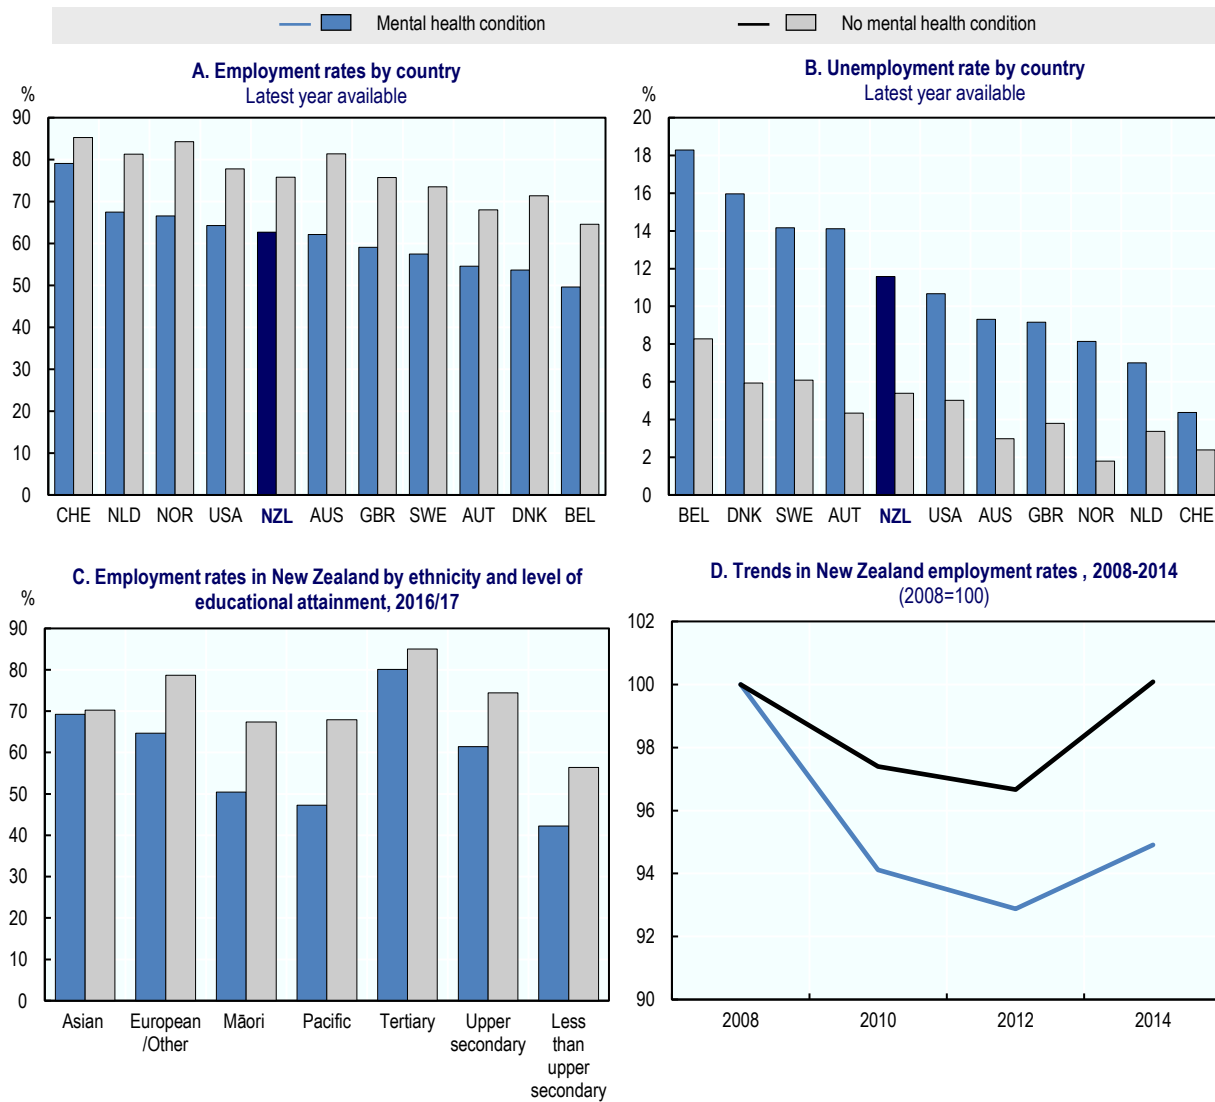 Mental health condition
No mental health condition
A. Employment rates by country
Latest year available
%
90
80
70
60
50
40
30
20
10
0
CHE NLD NOR USA NZL AUS GBR SWE AUT DNK BEL
B. Unemployment rate by country
Latest year available
%
20
18
16
14
12
10
8
6
4
2
0
BEL DNK SWE AUT NZL USA AUS GBR NOR NLD CHE
C. Employment rates in New Zealand by ethnicity and level of
educational attainment, 2016/17
%
90
80
70
60
50
40
30
20
10
0
Asian
European
/Other
Māori
Pacific
Tertiary
Upper
secondary
Less
than
upper
secondary
D. Trends in New Zealand employment rates , 2008-2014
(2008=100)
102
100
98
96
94
92
90
2008 2010 2012 2014